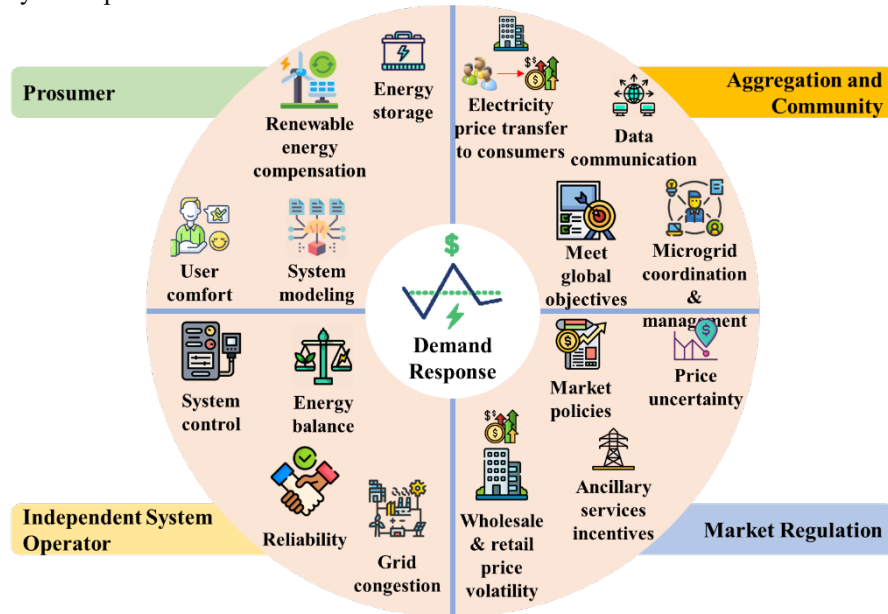 Prosumer
Renewable
energy
compensation
Energy
storage
User
comfort
System
modeling
Aggregation and
Community
$$
Electricity
price transfer
to consumers
Data
communication
Meet
global
objectives
Microgrid
coordination
&
management
$
Demand
Response
System
control
Energy
balance
Reliability
Grid
congestion
Independent System
Operator
Market
policies
$
Price
uncertainty
$$
Wholesale
& retail
price
volatility
Ancillary
services
incentives
Market Regulation